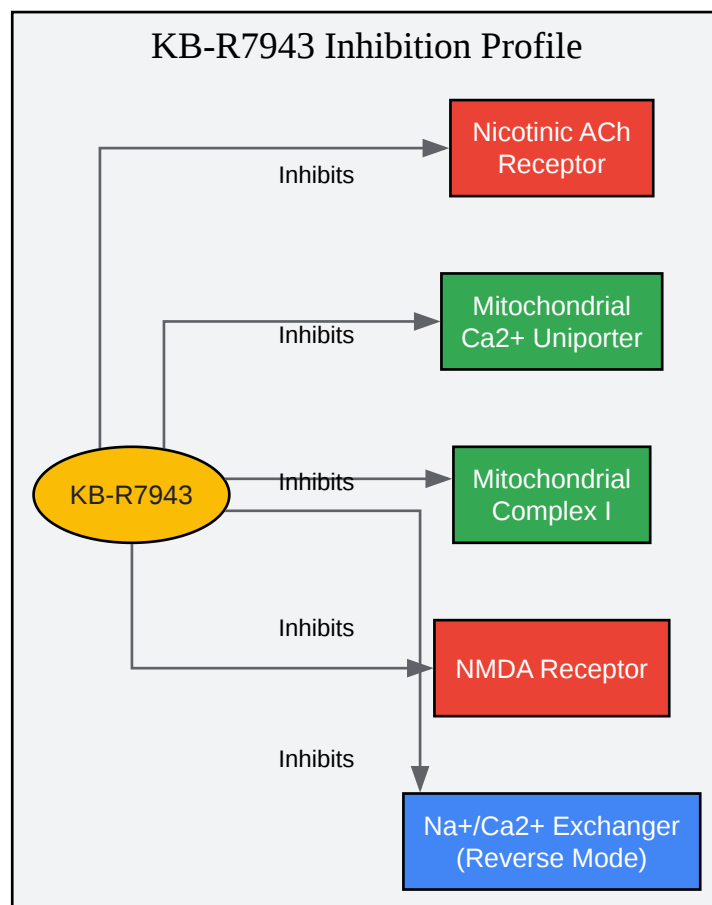 KB-R7943 Inhibition Profile
Nicotinic ACh
Receptor
Inhibits
Mitochondrial
Ca2+ Uniporter
Inhibits
KB-R7943
Inhibits
Mitochondrial
Complex I
Inhibits
NMDA Receptor
Inhibits
Na+/Ca2+ Exchanger
(Reverse Mode)